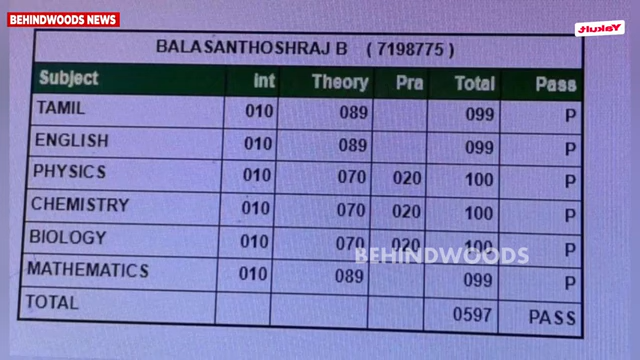 BEHINDWOODS NEWS
Yakult
BALASANTHOSHRAJ B ( 7198775 )
Subject int Theory Pra Total Pass
TAMIL 010 089 099 P
ENGLISH 010 089 099 P
PHYSICS 010 070 020 100 P
CHEMISTRY 010 070 020 100 P
BIOLOGY 010 070 020 100 P
BEHINDWOODS
MATHEMATICS 010 089 099 P
TOTAL 0597 PASS